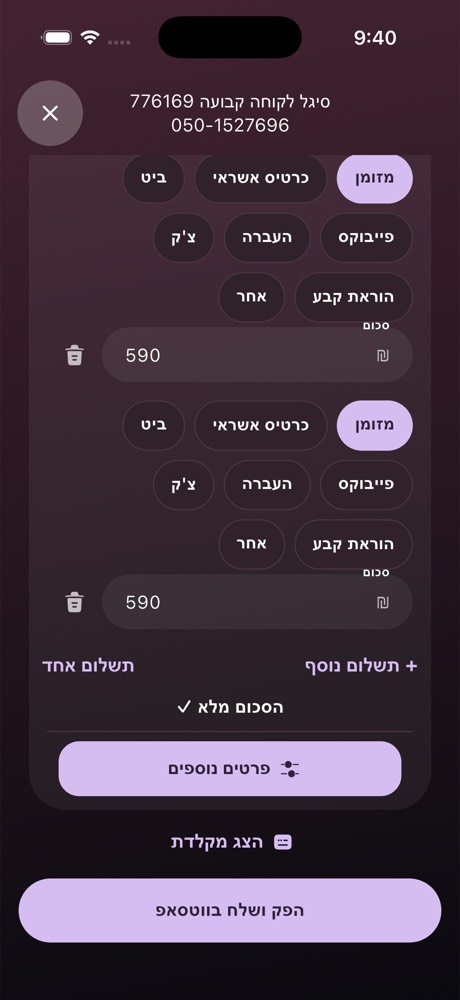 9:40
סיגל לקוחה קבועה 776169
050-1527696
מזומן כרטיס אשראי ביט
פייבוקס העברה צ'ק
הוראת קבע אחר
סכום
₪ 590
מזומן כרטיס אשראי ביט
פייבוקס העברה צ'ק
הוראת קבע אחר
סכום
₪ 590
+ תשלום נוסף תשלום אחד
הסכום מלא ✓
פרטים נוספים
הצג מקלדת
הפק ושלח בווטסאפ